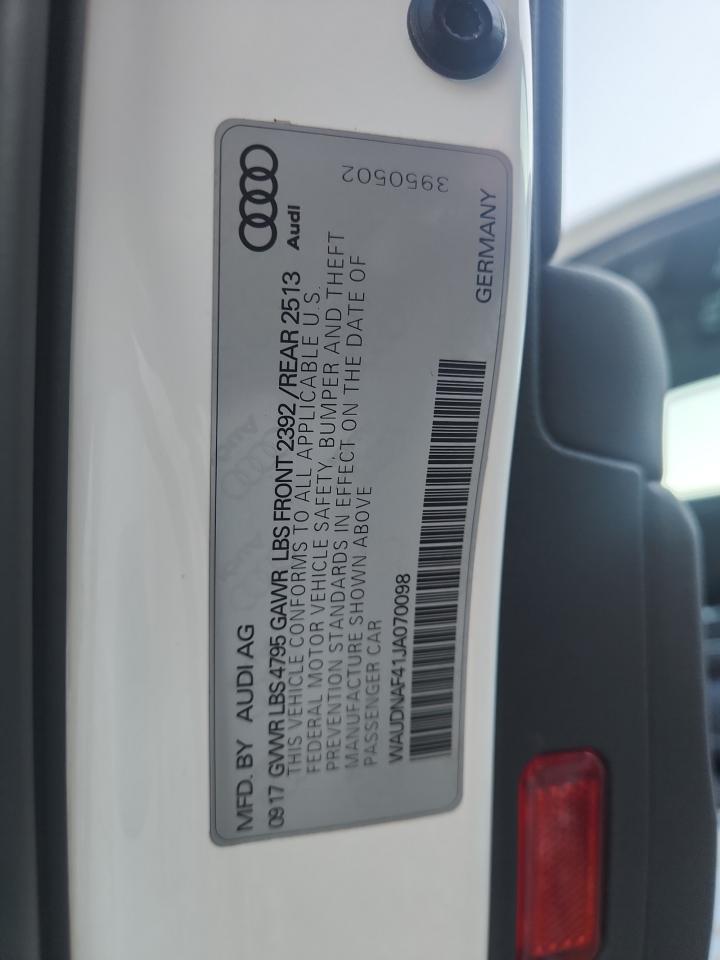 MFD. BY AUDI AG
Audi
0917 GVWR LBS 4795 GAWR LBS FRONT 2392 /REAR 2513
THIS VEHICLE CONFORMS TO ALL APPLICABLE U.S.
FEDERAL MOTOR VEHICLE SAFETY, BUMPER AND THEFT
PREVENTION STANDARDS IN EFFECT ON THE DATE OF
MANUFACTURE SHOWN ABOVE
PASSENGER CAR
3950502
WAUDNAF41JA070098
GERMANY